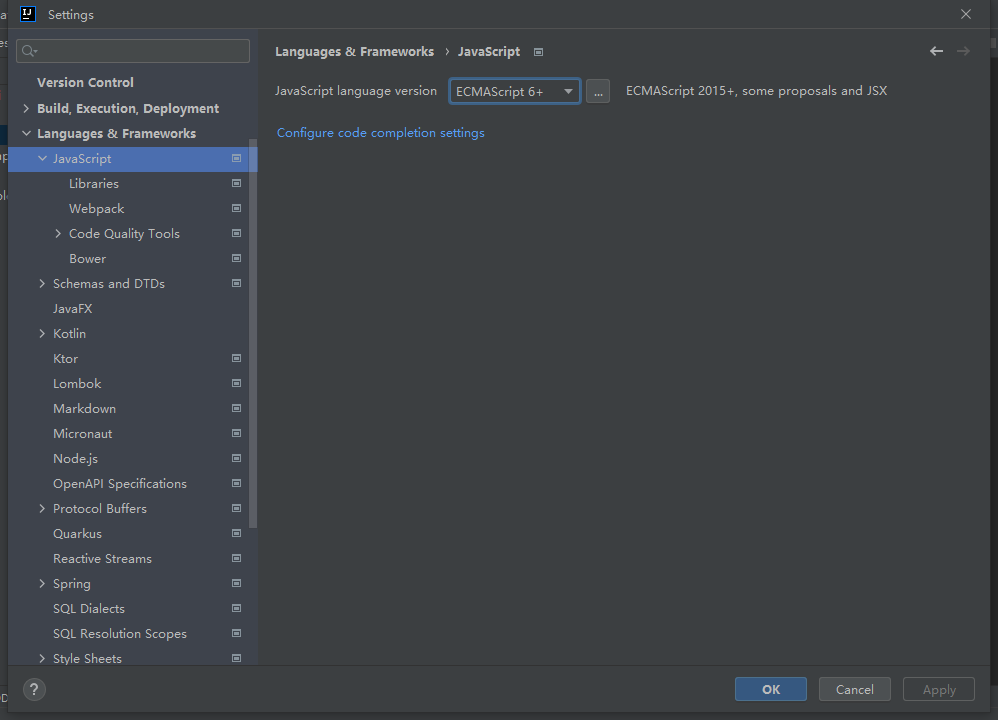 IJ Settings
Version Control
Build, Execution, Deployment
Languages & Frameworks
JavaScript
Libraries
Webpack
Code Quality Tools
Bower
Schemas and DTDs
JavaFX
Kotlin
Ktor
Lombok
Markdown
Micronaut
Node.js
OpenAPI Specifications
Protocol Buffers
Quarkus
Reactive Streams
Spring
SQL Dialects
SQL Resolution Scopes
Style Sheets
Languages & Frameworks › JavaScript
JavaScript language version ECMAScript 6+ ... ECMAScript 2015+, some proposals and JSX
Configure code completion settings
? OK Cancel Apply